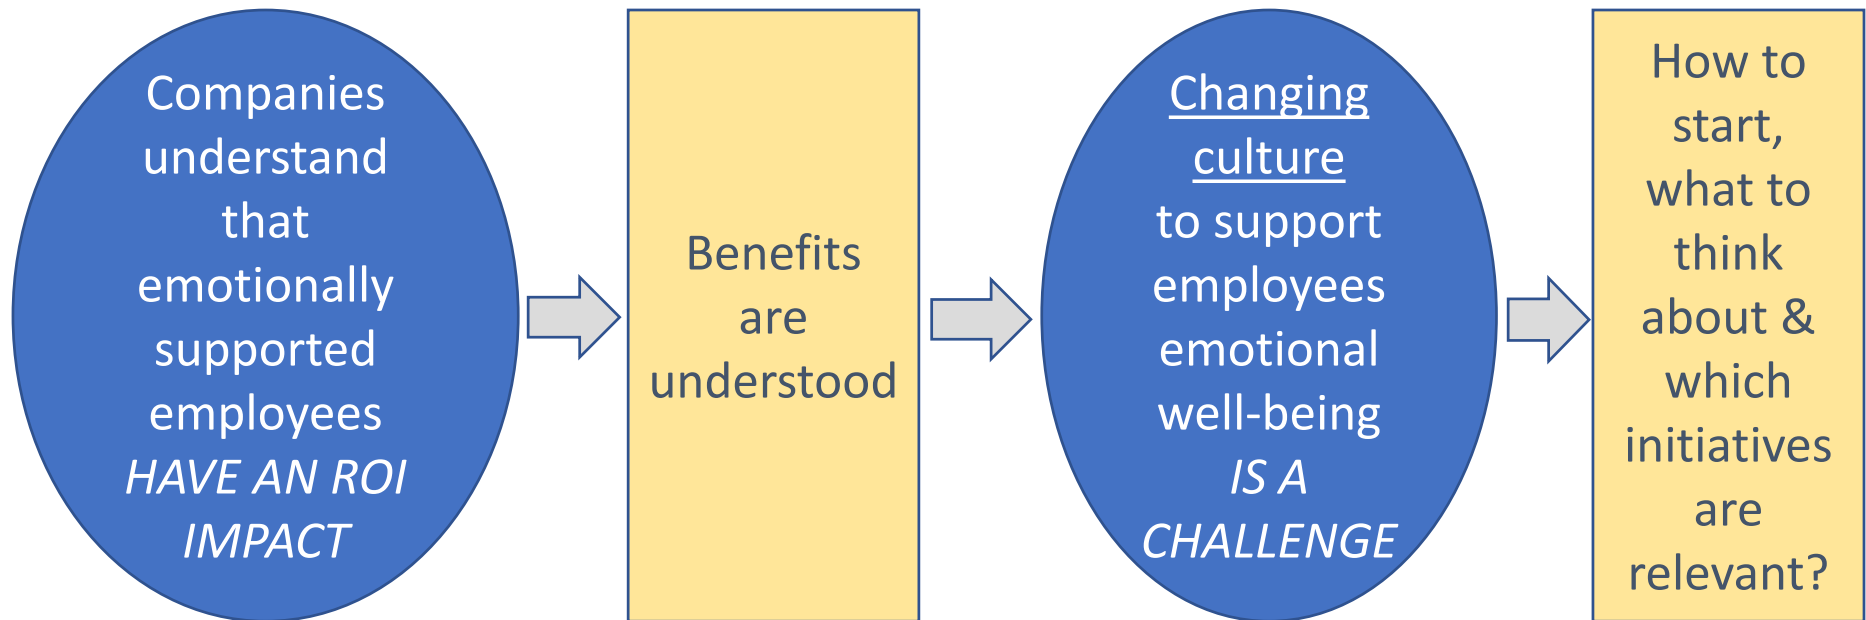 Companies
understand
that
emotionally
supported
employees
HAVE AN ROI
IMPACT
Benefits
are
understood
Changing
culture
to support
employees
emotional
well-being
IS A
CHALLENGE
How to
start,
what to
think
about &
which
initiatives
are
relevant?